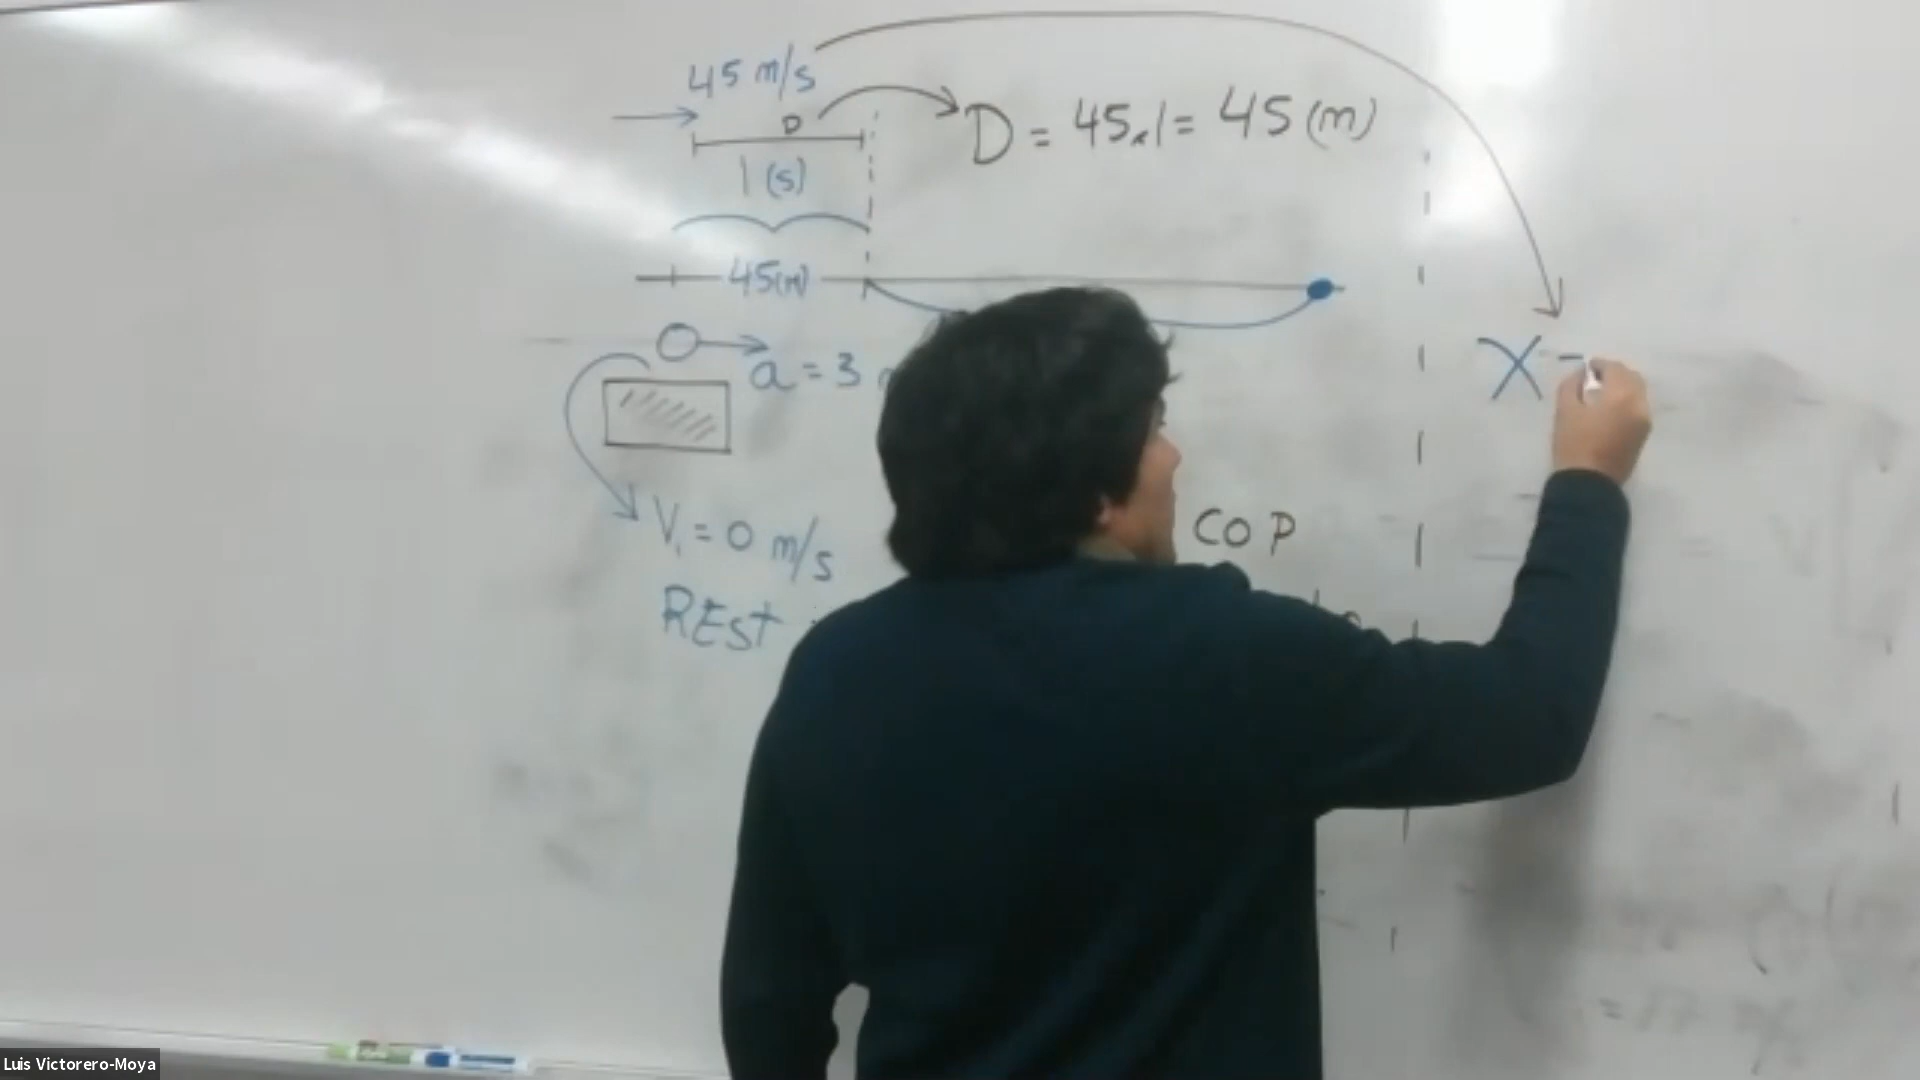 45 m/s
D
D = 45.1 = 45 (m)
1 (s)
45(m)
a = 3
X =
V₁ = 0 m/s
COP
REst
Luis Victorero-Moya